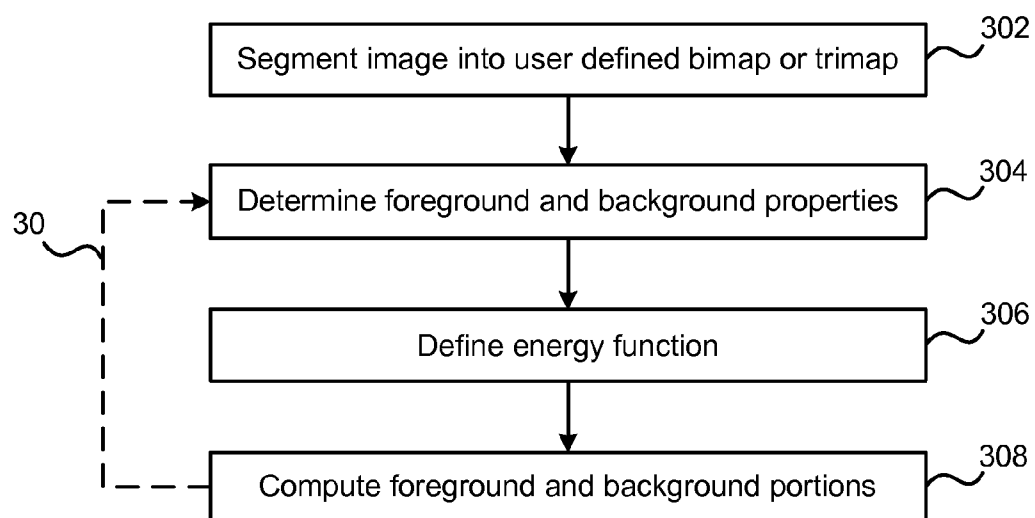 302
Segment image into user defined bimap or trimap
304
Determine foreground and background properties
30
306
Define energy function
308
Compute foreground and background portions